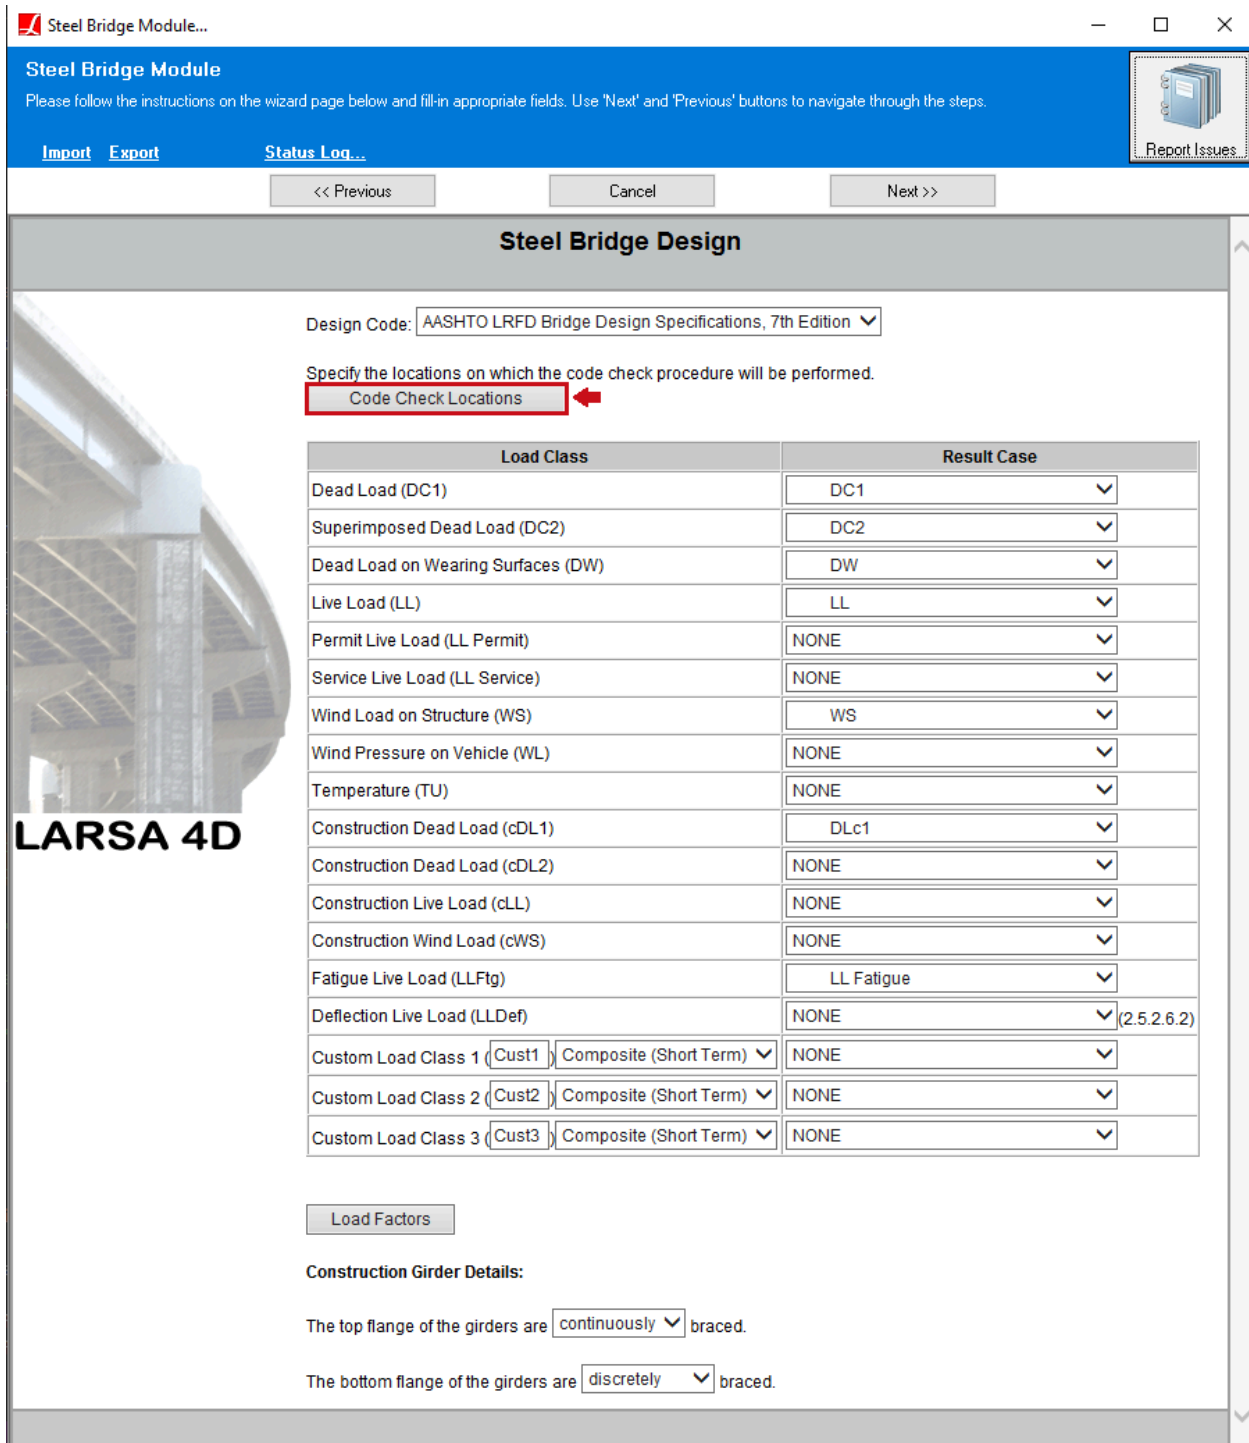 Steel Bridge Module...
Steel Bridge Module
Please follow the instructions on the wizard page below and fill-in appropriate fields. Use 'Next' and 'Previous' buttons to navigate through the steps.
Import Export Status Log...
Report Issues
<< Previous Cancel Next >>
Steel Bridge Design
Design Code: AASHTO LRFD Bridge Design Specifications, 7th Edition
Specify the locations on which the code check procedure will be performed.
Code Check Locations
Load Class Result Case
Dead Load (DC1) DC1
Superimposed Dead Load (DC2) DC2
Dead Load on Wearing Surfaces (DW) DW
Live Load (LL) LL
Permit Live Load (LL Permit) NONE
Service Live Load (LL Service) NONE
Wind Load on Structure (WS) WS
Wind Pressure on Vehicle (WL) NONE
Temperature (TU) NONE
Construction Dead Load (cDL1) DLc1
Construction Dead Load (cDL2) NONE
Construction Live Load (cLL) NONE
Construction Wind Load (cWS) NONE
Fatigue Live Load (LLFtg) LL Fatigue
Deflection Live Load (LLDef) NONE (2.5.2.6.2)
Custom Load Class 1 (Cust1) Composite (Short Term) NONE
Custom Load Class 2 (Cust2) Composite (Short Term) NONE
Custom Load Class 3 (Cust3) Composite (Short Term) NONE
LARSA 4D
Load Factors
Construction Girder Details:
The top flange of the girders are continuously braced.
The bottom flange of the girders are discretely braced.